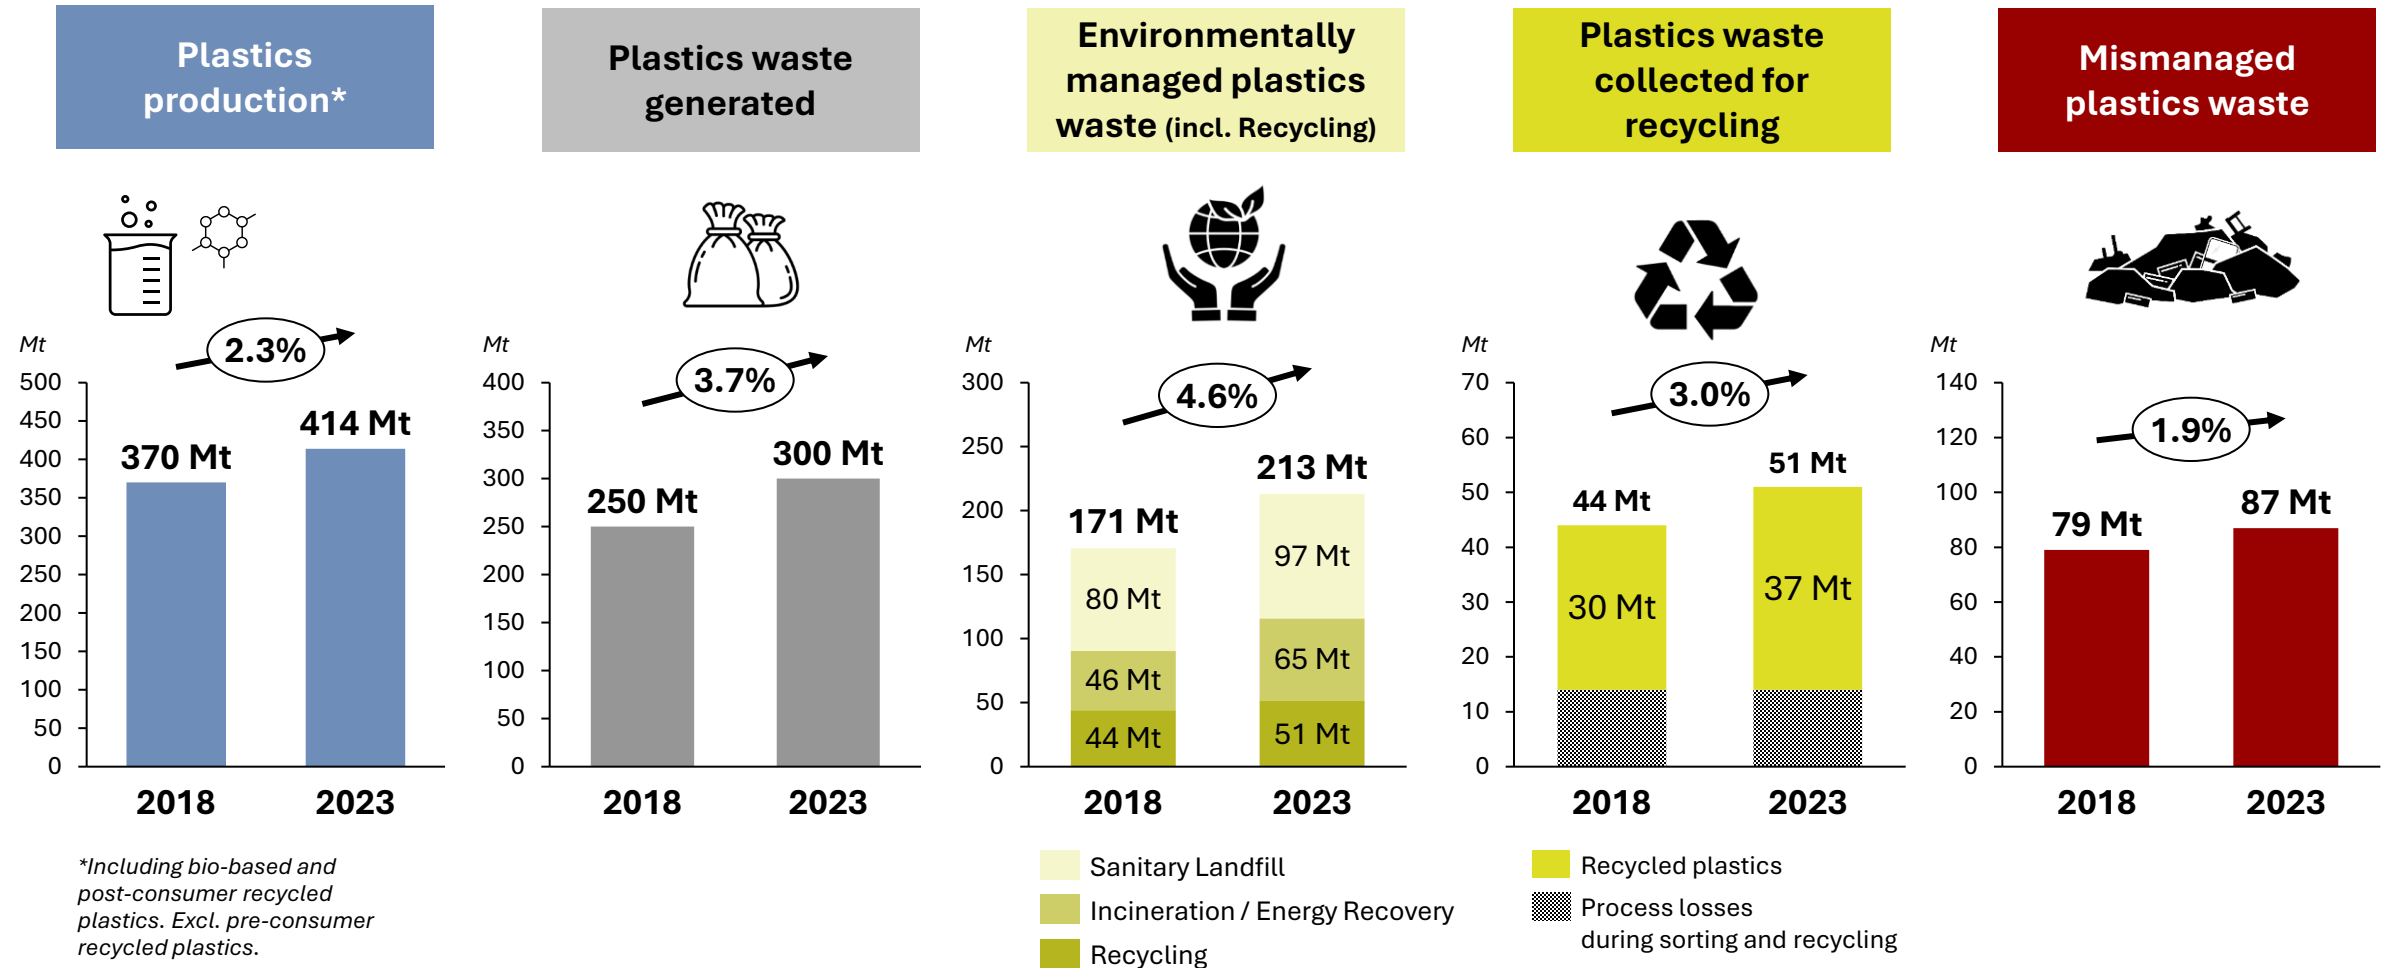 Plastics
production*
Plastics waste
generated
Environmentally
managed plastics
waste (incl. Recycling)
Plastics waste
collected for
recycling
Mismanaged
plastics waste
Mt
2.3%
500
450
400
350
300
250
200
150
100
50
0
370 Mt
414 Mt
2018
2023
*Including bio-based and
post-consumer recycled
plastics. Excl. pre-consumer
recycled plastics.
Mt
3.7%
400
350
300
250
200
150
100
50
0
250 Mt
300 Mt
2018
2023
Mt
4.6%
300
250
200
150
100
50
0
171 Mt
80 Mt
46 Mt
44 Mt
213 Mt
97 Mt
65 Mt
51 Mt
2018
2023
Sanitary Landfill
Incineration / Energy Recovery
Recycling
Mt
3.0%
70
60
50
40
30
20
10
0
44 Mt
30 Mt
51 Mt
37 Mt
2018
2023
Recycled plastics
Process losses
during sorting and recycling
Mt
1.9%
140
120
100
80
60
40
20
0
79 Mt
87 Mt
2018
2023